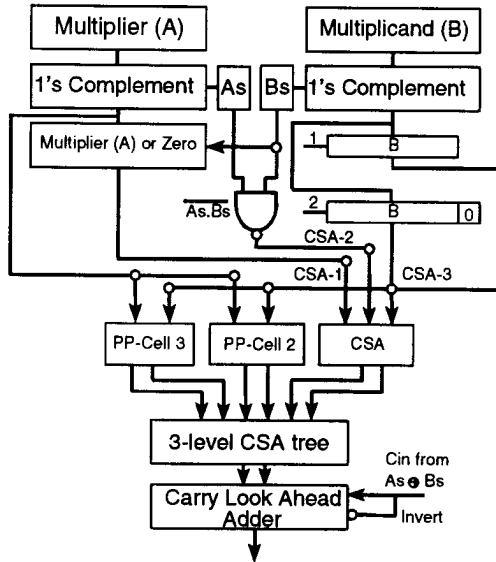 Multiplier (A)
Multiplicand (B)
1's Complement
As
Bs
1's Complement
Multiplier (A) or Zero
1
B
2
B
0
As.Bs
CSA-2
CSA-1
CSA-3
PP-Cell 3
PP-Cell 2
CSA
3-level CSA tree
Cin from
As ⊕ Bs
Carry Look Ahead
Adder
Invert